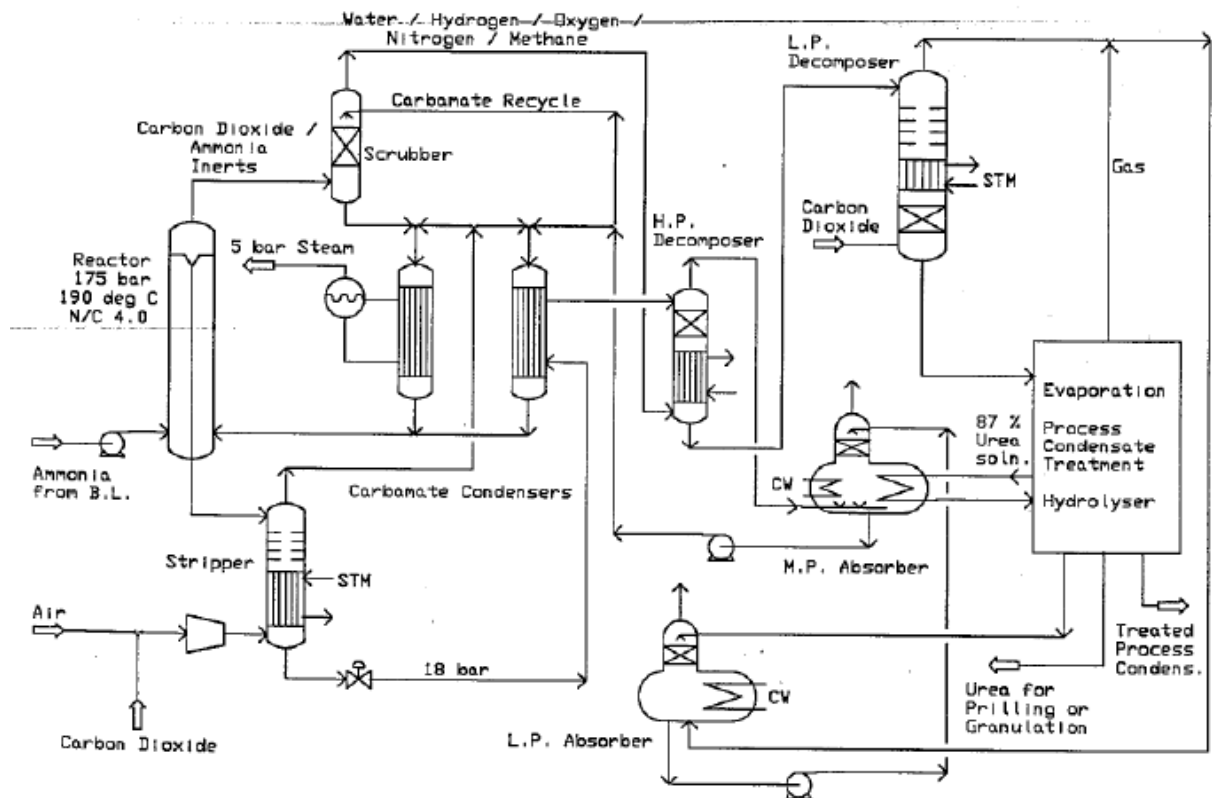 Water / Hydrogen / Oxygen /
Nitrogen / Methane
L.P.
Decomposer
Carbamate Recycle
Carbon Dioxide /
Ammonia
Inerts
Scrubber
Gas
STM
Carbon
Dioxide
H.P.
Decomposer
5 bar Steam
Reactor
175 bar
190 deg C
N/C 4.0
Evaporation
87 %
Urea
soln.
Process
Condensate
Treatment
Hydrolyser
Ammonia
from B.L.
Carbamate Condensers
CW
Stripper
STM
M.P. Absorber
Air
18 bar
Treated
Process
Condens.
CW
Urea for
Prilling or
Granulation
Carbon Dioxide
L.P. Absorber